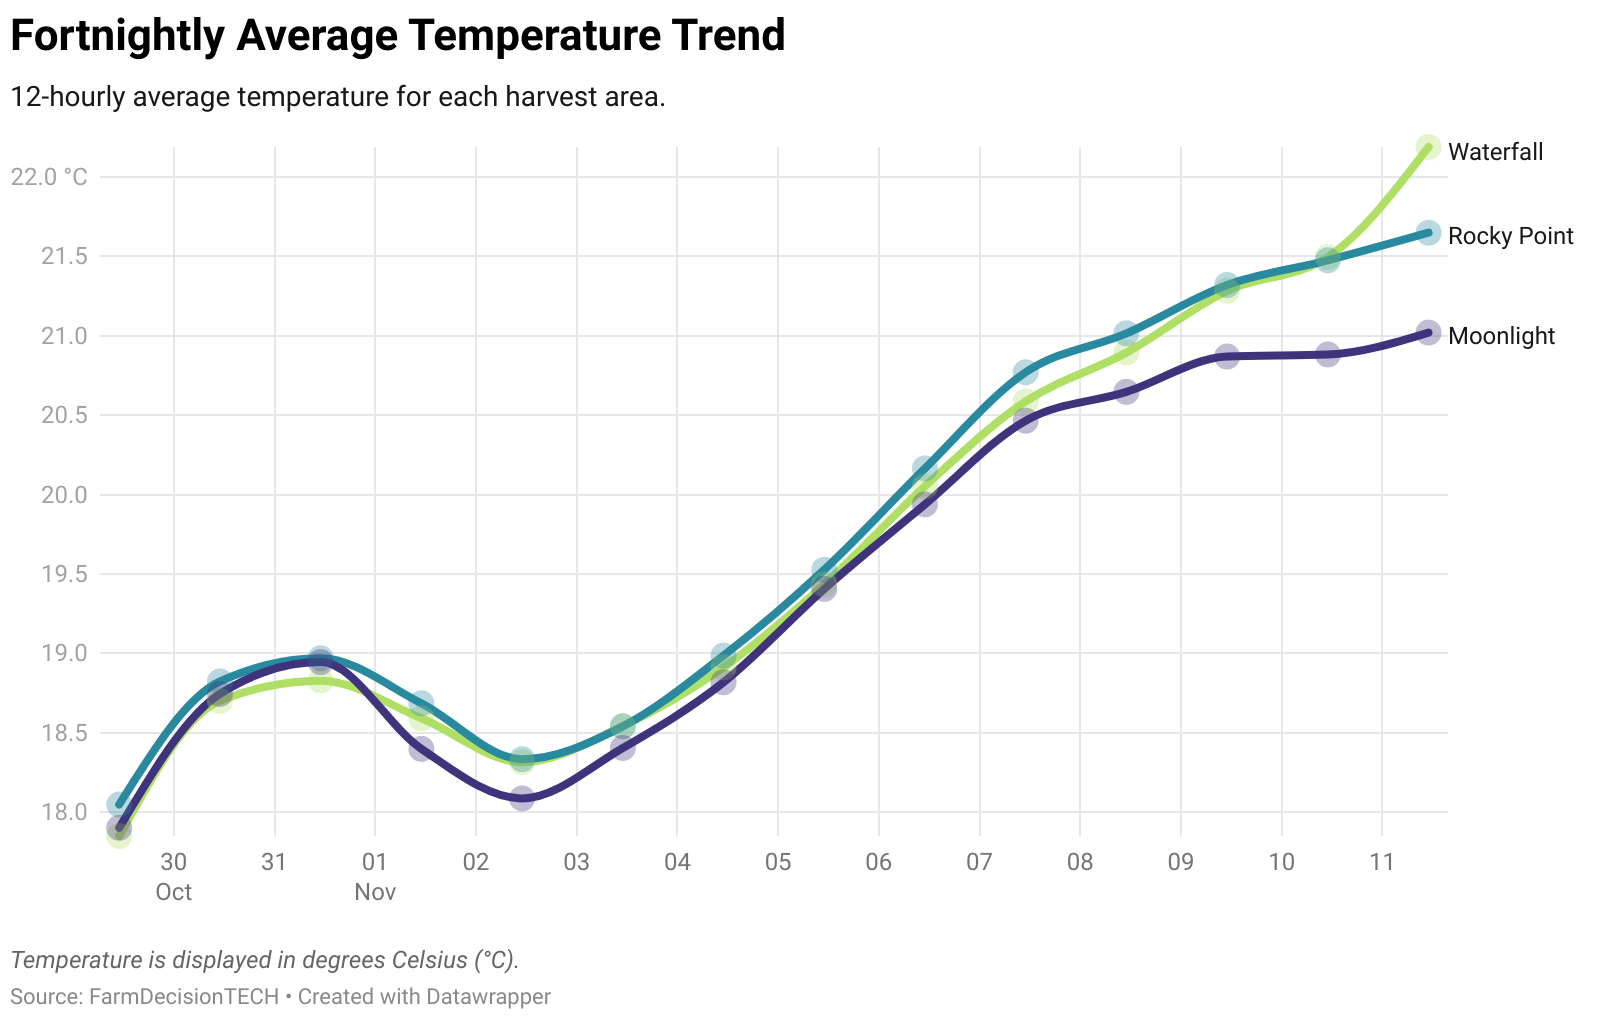 Fortnightly Average Temperature Trend
12-hourly average temperature for each harvest area.
Waterfall
22.0 °C
Rocky Point
21.5
21.0
Moonlight
20.5
20.0
19.5
19.0
18.5
18.0
30 31 01 02 03 04 05 06 07 08 09 10 11
Oct Nov
Temperature is displayed in degrees Celsius (°C).
Source: FarmDecisionTECH • Created with Datawrapper